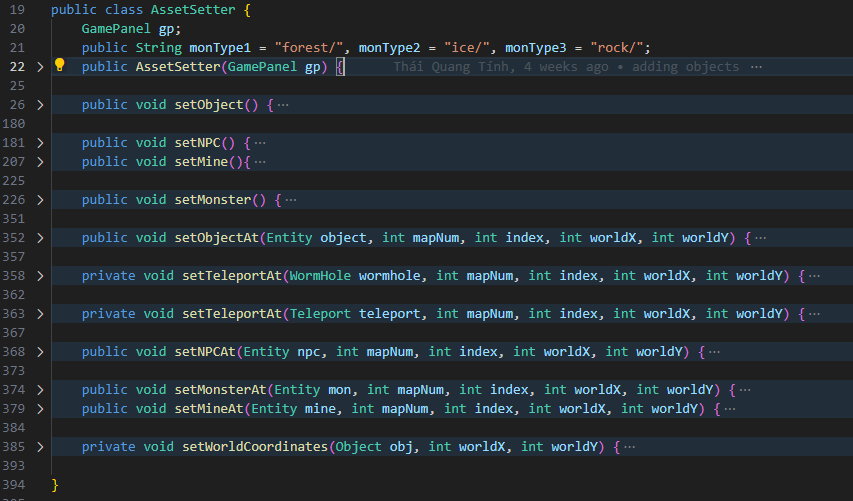 19 public class AssetSetter {
20 GamePanel gp;
21 public String monType1 = "forest/", monType2 = "ice/", monType3 = "rock/";
22 > public AssetSetter(GamePanel gp) { Thái Quang Tính, 4 weeks ago • adding objects ···
25
26 > public void setObject() {···
180
181 > public void setNPC() {···
207 > public void setMine(){···
225
226 > public void setMonster() {···
351
352 > public void setObjectAt(Entity object, int mapNum, int index, int worldX, int worldY) {···
357
358 > private void setTeleportAt(WormHole wormhole, int mapNum, int index, int worldX, int worldY) {···
362
363 > private void setTeleportAt(Teleport teleport, int mapNum, int index, int worldX, int worldY) {···
367
368 > public void setNPCAt(Entity npc, int mapNum, int index, int worldX, int worldY) {···
373
374 > public void setMonsterAt(Entity mon, int mapNum, int index, int worldX, int worldY) {···
379 > public void setMineAt(Entity mine, int mapNum, int index, int worldX, int worldY) {···
384
385 > private void setWorldCoordinates(Object obj, int worldX, int worldY) {···
393
394 }